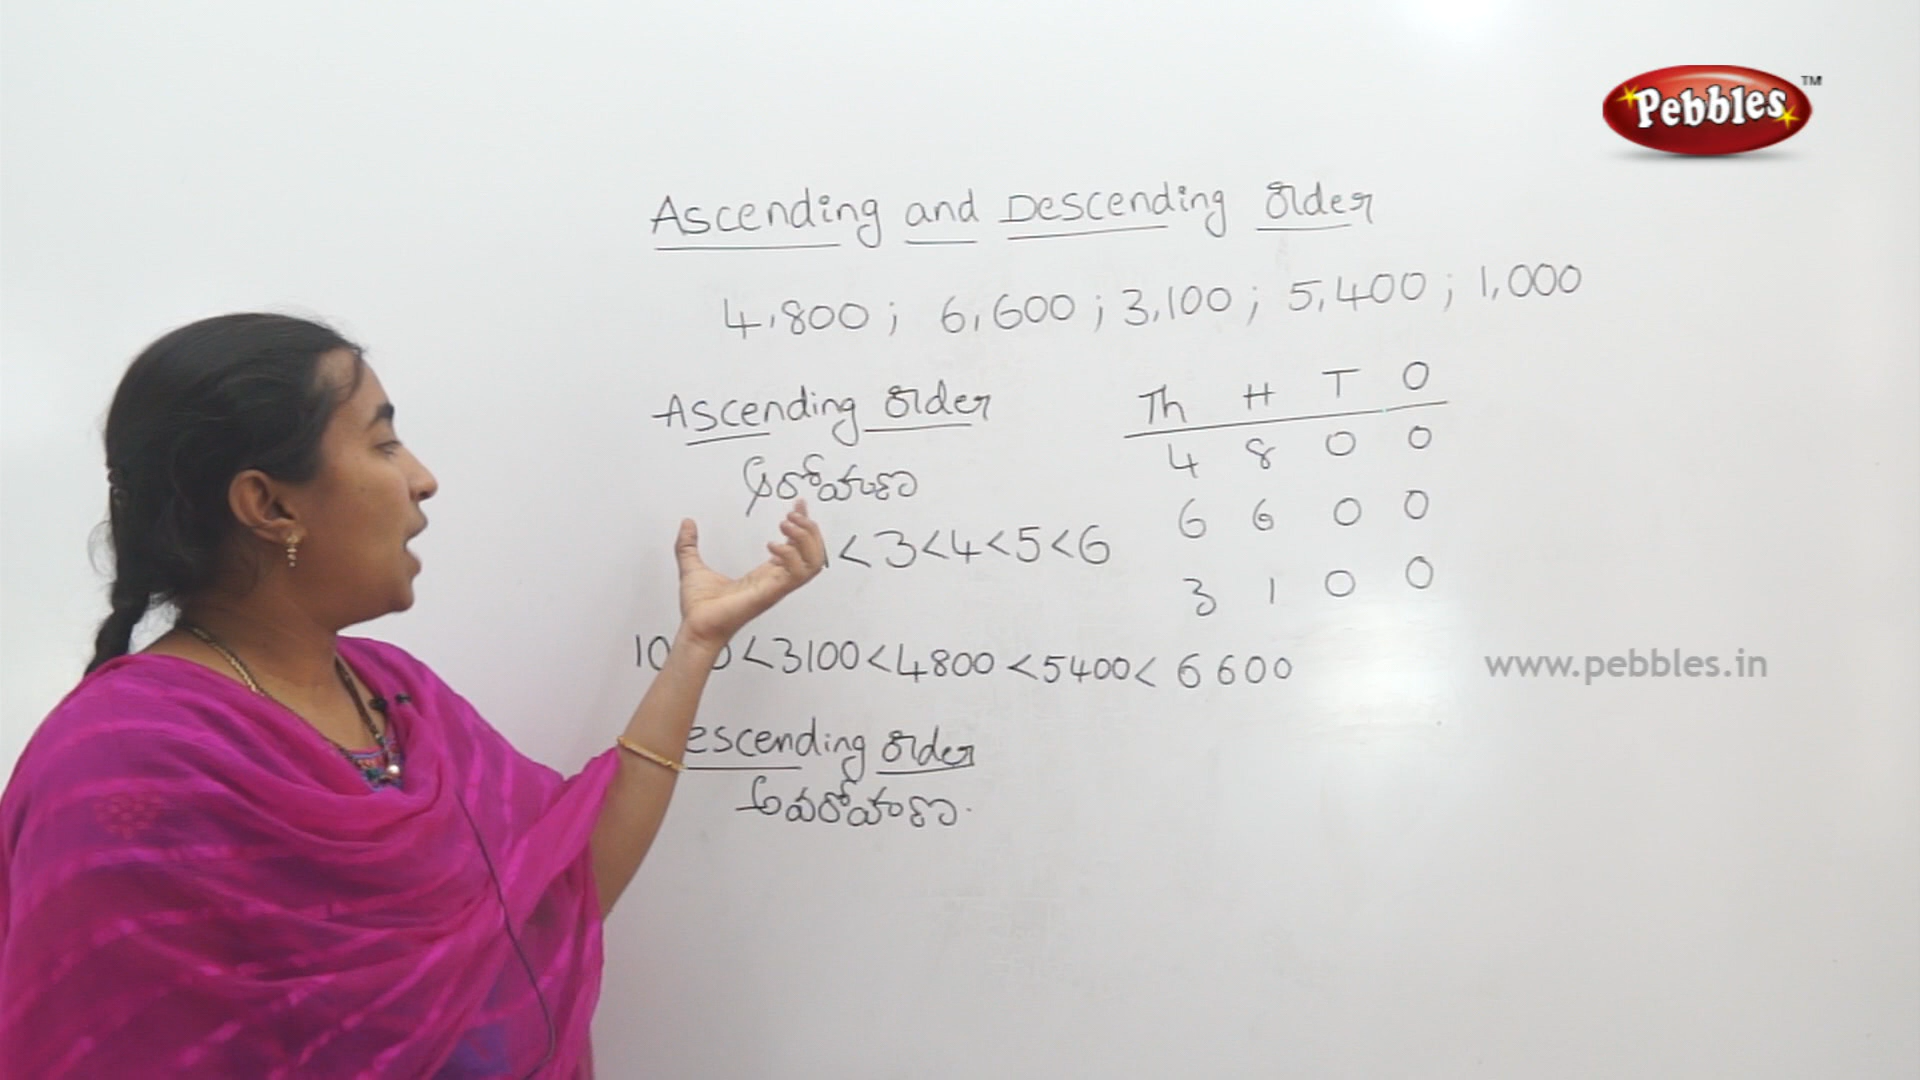 Pebbles TM
Ascending and Descending Order
4,800 ; 6,600 ; 3,100 ; 5,400 ; 1,000
Ascending Order
ఆరోహణా
< 3 < 4 < 5 < 6
Th H T O
4 8 0 0
6 6 0 0
3 1 0 0
< 3100 < 4800 < 5400 < 6600
www.pebbles.in
escending Order
అవరోహణా.